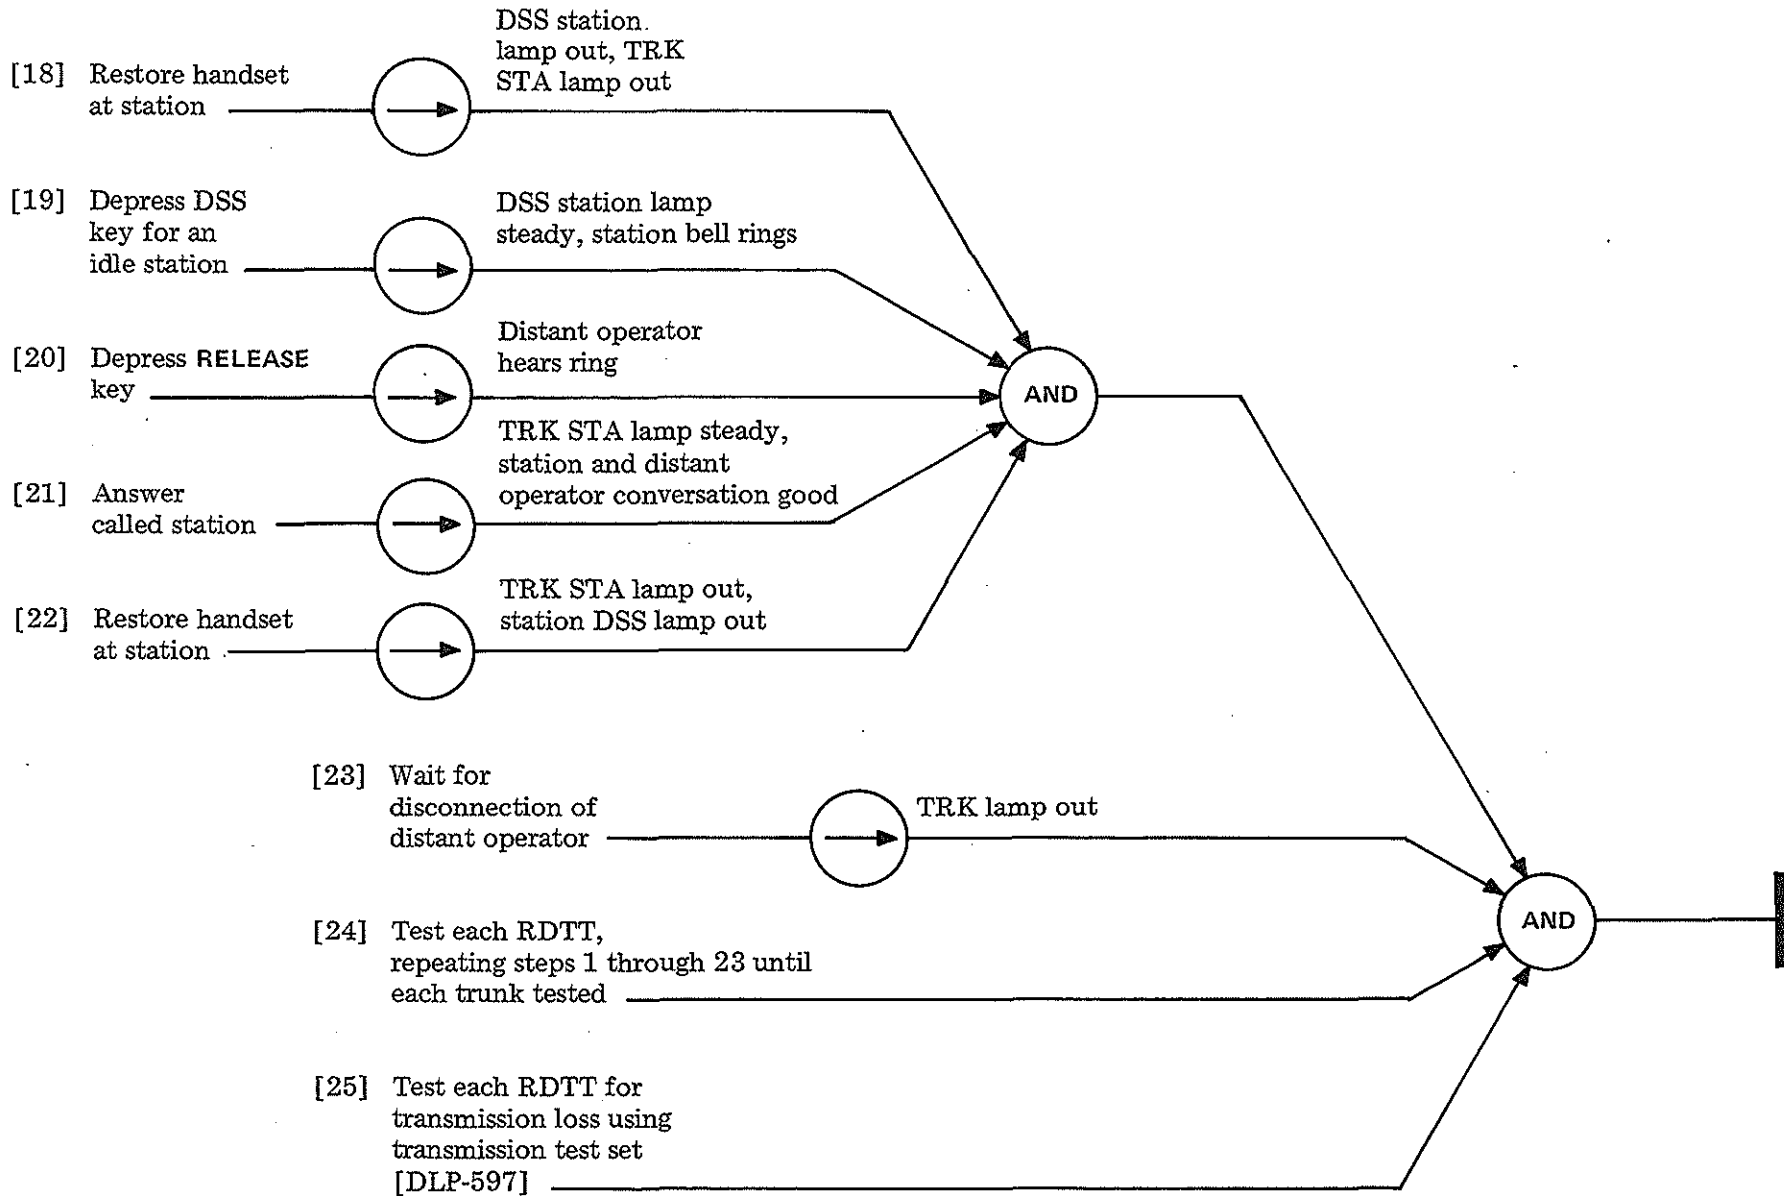 [18] Restore handset
at station
DSS station.
lamp out, TRK
STA lamp out
[19] Depress DSS
key for an
idle station
DSS station lamp
steady, station bell rings
[20] Depress RELEASE
key
Distant operator
hears ring
AND
[21] Answer
called station
TRK STA lamp steady,
station and distant
operator conversation good
[22] Restore handset
at station
TRK STA lamp out,
station DSS lamp out
[23] Wait for
disconnection of
distant operator
TRK lamp out
AND
[24] Test each RDTT,
repeating steps 1 through 23 until
each trunk tested
[25] Test each RDTT for
transmission loss using
transmission test set
[DLP-597]